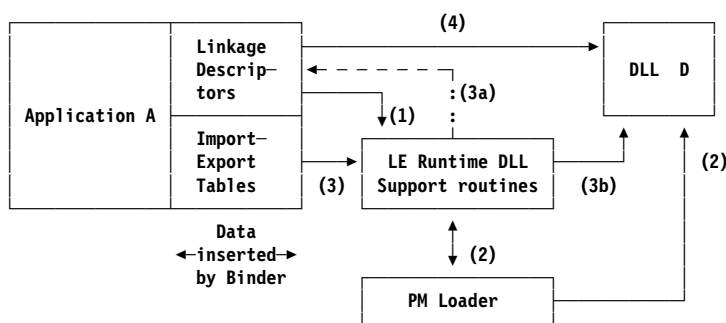 (4)
Linkage
Descrip-
tors
DLL D
(3a)
Application A
(1)
Import-
Export
Tables
(3)
LE Runtime DLL
Support routines
(3b)
(2)
Data
inserted
by Binder
(2)
PM Loader